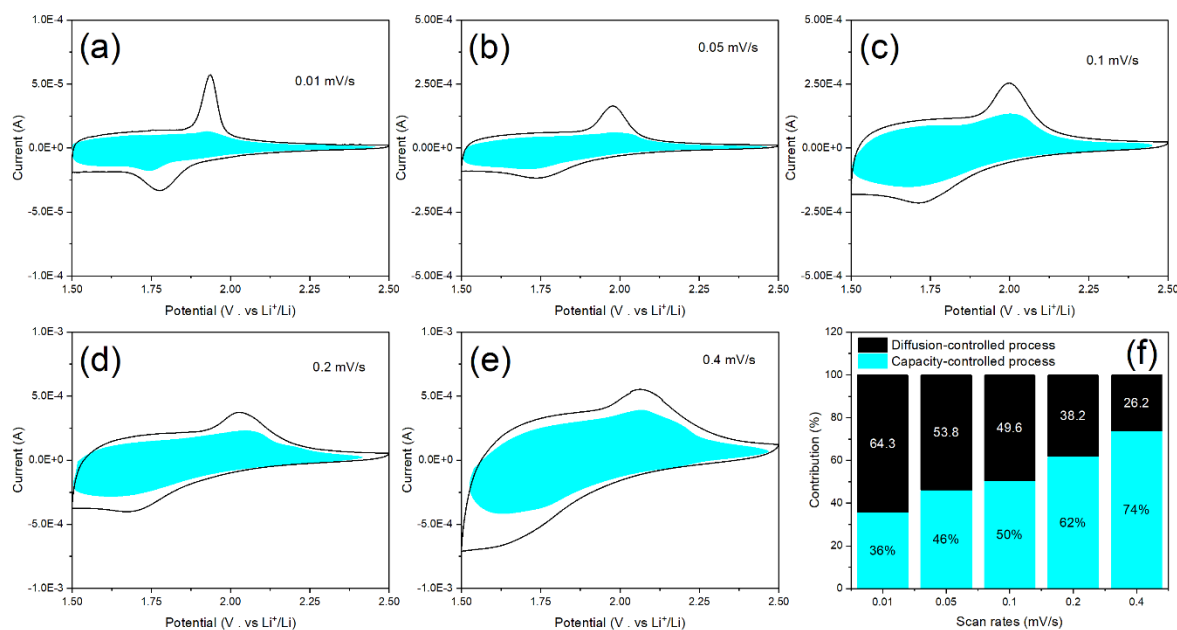 (a)
0.01 mV/s
1.0E-4
5.0E-5
0.00E+0
-5.0E-5
-1.0E-4
Current (A)
1.50 1.75 2.00 2.25 2.50
Potential (V . vs Li⁺/Li)
(b)
0.05 mV/s
5.00E-4
2.50E-4
0.00E+0
-2.50E-4
-5.00E-4
Current (A)
1.50 1.75 2.00 2.25 2.50
Potential (V . vs Li⁺/Li)
(c)
0.1 mV/s
5.00E-4
2.50E-4
0.00E+0
-2.50E-4
-5.00E-4
Current (A)
1.50 1.75 2.00 2.25 2.50
Potential (V . vs Li⁺/Li)
(d)
0.2 mV/s
1.0E-3
5.0E-4
0.0E+0
-5.0E-4
-1.0E-3
Current (A)
1.50 1.75 2.00 2.25 2.50
Potential (V . vs Li⁺/Li)
(e)
0.4 mV/s
1.0E-3
5.0E-4
0.0E+0
-5.0E-4
-1.0E-3
Current (A)
1.50 1.75 2.00 2.25 2.50
Potential (V . vs Li⁺/Li)
(f)
Diffusion-controlled process
Capacity-controlled process
120
100
80
60
40
20
0
Contribution (%)
64.3 53.8 49.6 38.2 26.2
36% 46% 50% 62% 74%
0.01 0.05 0.1 0.2 0.4
Scan rates (mV/s)